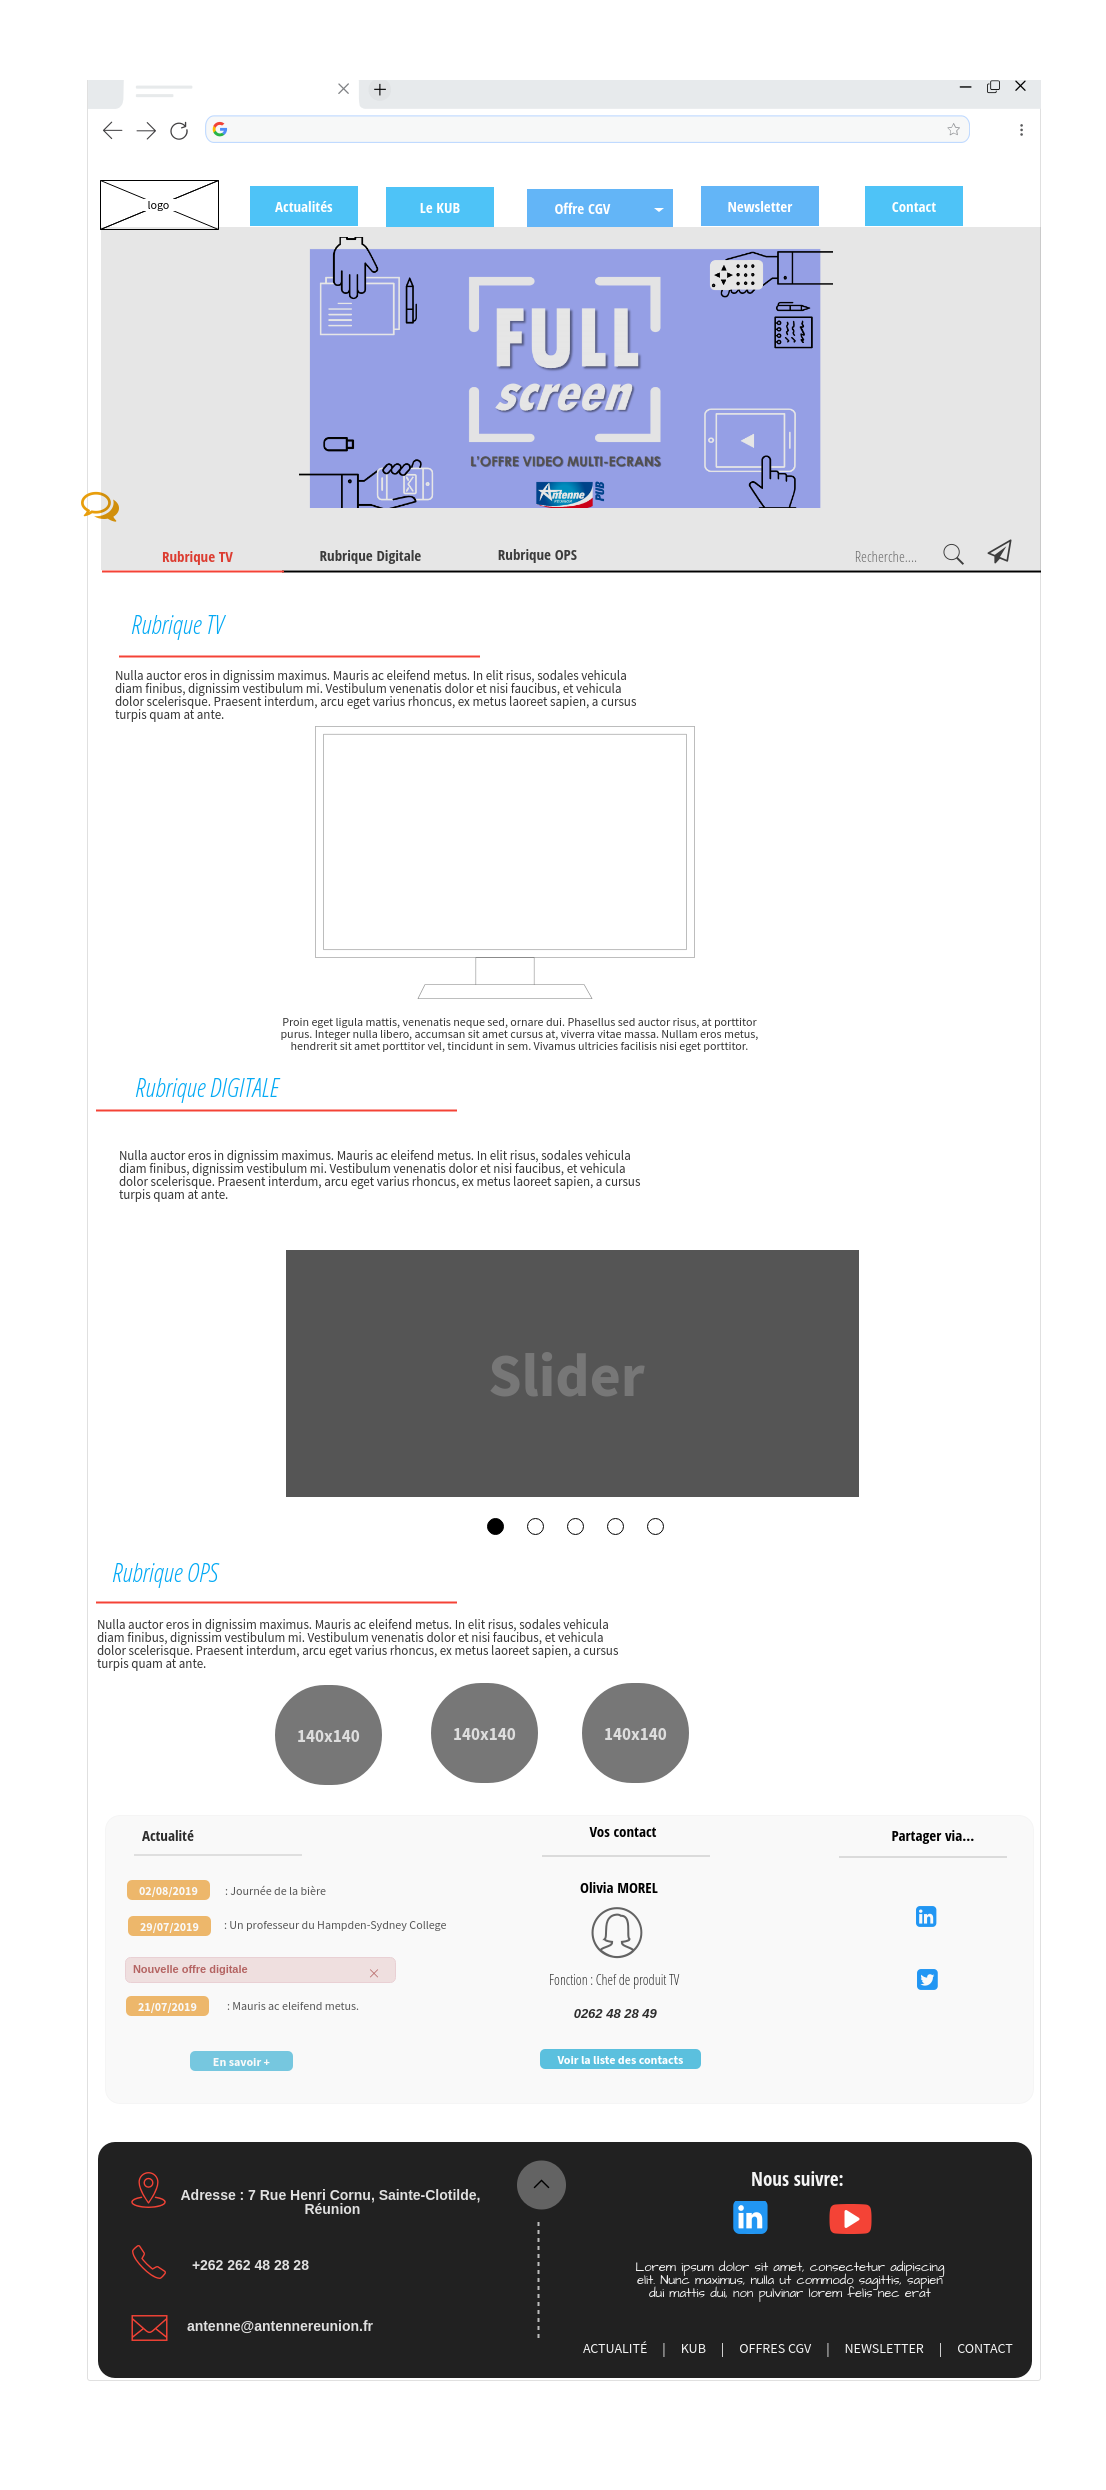 logo
Actualités
Le KUB
Offre CGV
Newsletter
Contact
FULL
screen
L'OFFRE VIDEO MULTI-ECRANS
Antenne
PUB
Rubrique TV
Rubrique Digitale
Rubrique OPS
Recherche....
Rubrique TV
Nulla auctor eros in dignissim maximus. Mauris ac eleifend metus. In elit risus, sodales vehicula
diam finibus, dignissim vestibulum mi. Vestibulum venenatis dolor et nisi faucibus, et vehicula
dolor scelerisque. Praesent interdum, arcu eget varius rhoncus, ex metus laoreet sapien, a cursus
turpis quam at ante.
Proin eget ligula mattis, venenatis neque sed, ornare dui. Phasellus sed auctor risus, at porttitor
purus. Integer nulla libero, accumsan sit amet cursus at, viverra vitae massa. Nullam eros metus,
hendrerit sit amet porttitor vel, tincidunt in sem. Vivamus ultricies facilisis nisi eget porttitor.
Rubrique DIGITALE
Nulla auctor eros in dignissim maximus. Mauris ac eleifend metus. In elit risus, sodales vehicula
diam finibus, dignissim vestibulum mi. Vestibulum venenatis dolor et nisi faucibus, et vehicula
dolor scelerisque. Praesent interdum, arcu eget varius rhoncus, ex metus laoreet sapien, a cursus
turpis quam at ante.
Slider
Rubrique OPS
Nulla auctor eros in dignissim maximus. Mauris ac eleifend metus. In elit risus, sodales vehicula
diam finibus, dignissim vestibulum mi. Vestibulum venenatis dolor et nisi faucibus, et vehicula
dolor scelerisque. Praesent interdum, arcu eget varius rhoncus, ex metus laoreet sapien, a cursus
turpis quam at ante.
140x140
140x140
140x140
Actualité
02/08/2019 : Journée de la bière
29/07/2019 : Un professeur du Hampden-Sydney College
Nouvelle offre digitale
21/07/2019 : Mauris ac eleifend metus.
En savoir +
Vos contact
Olivia MOREL
Fonction : Chef de produit TV
0262 48 28 49
Voir la liste des contacts
Partager via...
Adresse : 7 Rue Henri Cornu, Sainte-Clotilde,
Réunion
+262 262 48 28 28
antenne@antennereunion.fr
Nous suivre:
Lorem ipsum dolor sit amet, consectetur adipiscing
elit. Nunc maximus, nulla ut commodo sagittis, sapien
dui mattis dui, non pulvinar lorem felis nec erat
ACTUALITÉ | KUB | OFFRES CGV | NEWSLETTER | CONTACT